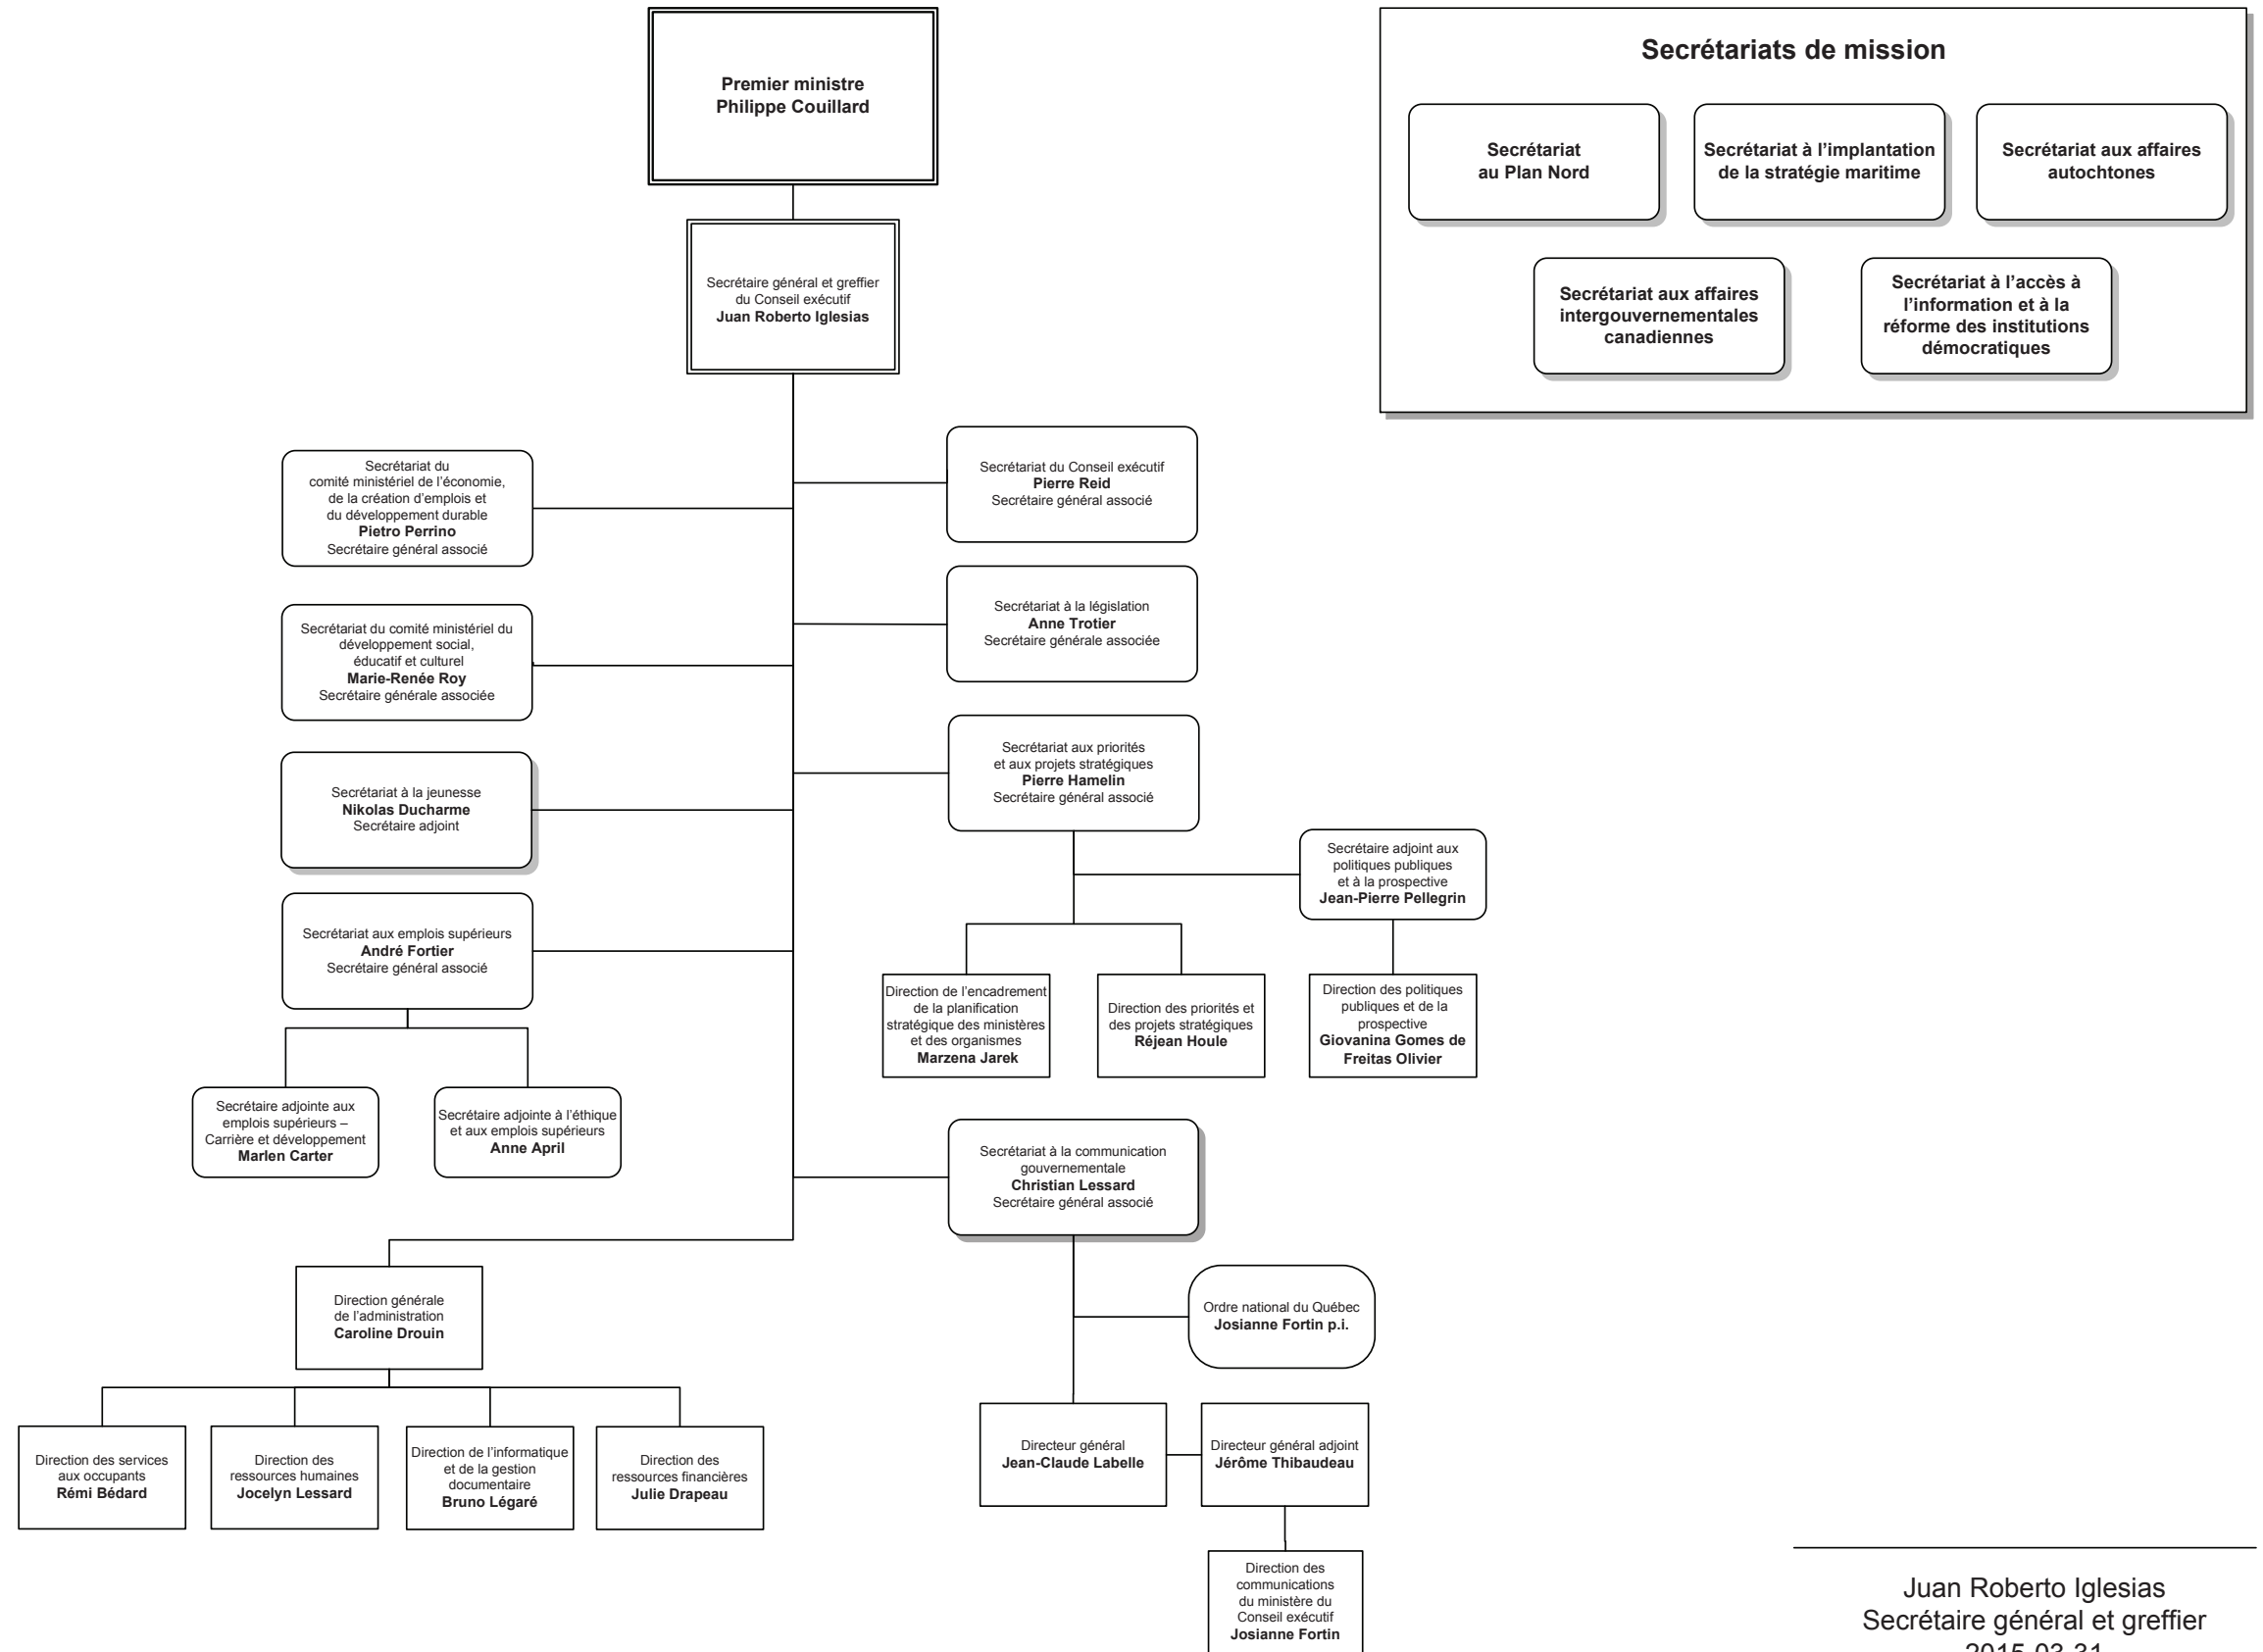 Premier ministre
Philippe Couillard
Secrétaire général et greffier
du Conseil exécutif
Juan Roberto Iglesias
Secrétariats de mission
Secrétariat
au Plan Nord
Secrétariat à l’implantation
de la stratégie maritime
Secrétariat aux affaires
autochtones
Secrétariat aux affaires
intergouvernementales
canadiennes
Secrétariat à l’accès à
l’information et à la
réforme des institutions
démocratiques
Secrétariat du
comité ministériel de l’économie,
de la création d’emplois et
du développement durable
Pietro Perrino
Secrétaire général associé
Secrétariat du Conseil exécutif
Pierre Reid
Secrétaire général associé
Secrétariat du comité ministériel du
développement social,
éducatif et culturel
Marie-Renée Roy
Secrétaire générale associée
Secrétariat à la législation
Anne Trotier
Secrétaire générale associée
Secrétariat à la jeunesse
Nikolas Ducharme
Secrétaire adjoint
Secrétariat aux priorités
et aux projets stratégiques
Pierre Hamelin
Secrétaire général associé
Secrétaire adjoint aux
politiques publiques
et à la prospective
Jean-Pierre Pellegrin
Secrétariat aux emplois supérieurs
André Fortier
Secrétaire général associé
Direction de l’encadrement
de la planification
stratégique des ministères
et des organismes
Marzena Jarek
Direction des priorités et
des projets stratégiques
Réjean Houle
Direction des politiques
publiques et de la
prospective
Giovanina Gomes de
Freitas Olivier
Secrétaire adjointe aux
emplois supérieurs –
Carrière et développement
Marlen Carter
Secrétaire adjointe à l’éthique
et aux emplois supérieurs
Anne April
Secrétariat à la communication
gouvernementale
Christian Lessard
Secrétaire général associé
Direction générale
de l’administration
Caroline Drouin
Ordre national du Québec
Josianne Fortin p.i.
Direction des services
aux occupants
Rémi Bédard
Direction des
ressources humaines
Jocelyn Lessard
Direction de l’informatique
et de la gestion
documentaire
Bruno Légaré
Direction des
ressources financières
Julie Drapeau
Directeur général
Jean-Claude Labelle
Directeur général adjoint
Jérôme Thibaudeau
Direction des
communications
du ministère du
Conseil exécutif
Josianne Fortin
Juan Roberto Iglesias
Secrétaire général et greffier
2015-03-31